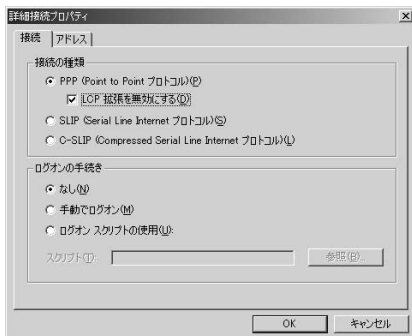 詳細接続プロパティ
接続 アドレス
接続の種類
PPP (Point to Point プロトコル)(P)
LCP 拡張を無効にする(D)
SLIP (Serial Line Internet プロトコル)(S)
C-SLIP (Compressed Serial Line Internet プロトコル)(L)
ログオンの手続き
なし(N)
手動でログオン(M)
ログオン スクリプトの使用(U):
スクリプト(T):
参照(B)...
OK キャンセル